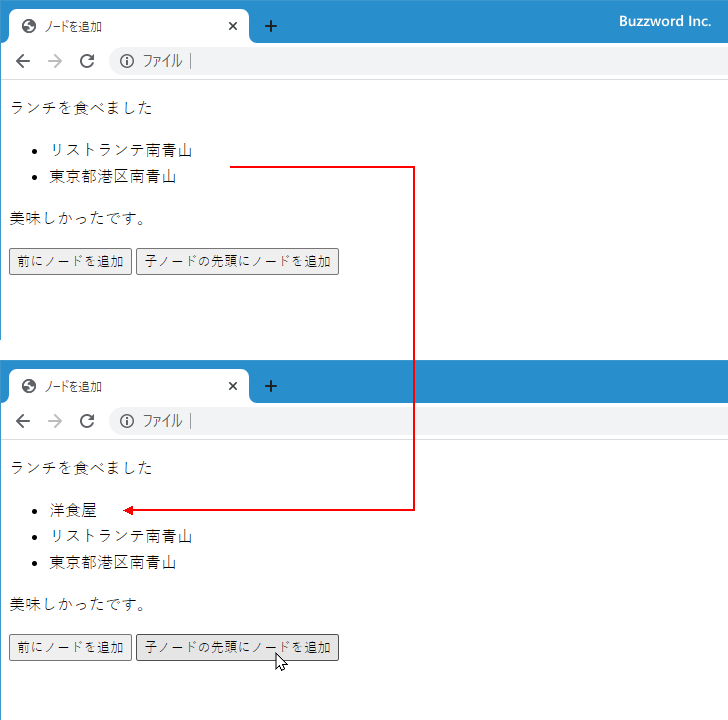 ノードを追加
Buzzword Inc.
ファイル
ランチを食べました
リストランテ南青山
東京都港区南青山
美味しかったです。
前にノードを追加 子ノードの先頭にノードを追加
ノードを追加
ファイル
ランチを食べました
洋食屋
リストランテ南青山
東京都港区南青山
美味しかったです。
前にノードを追加 子ノードの先頭にノードを追加